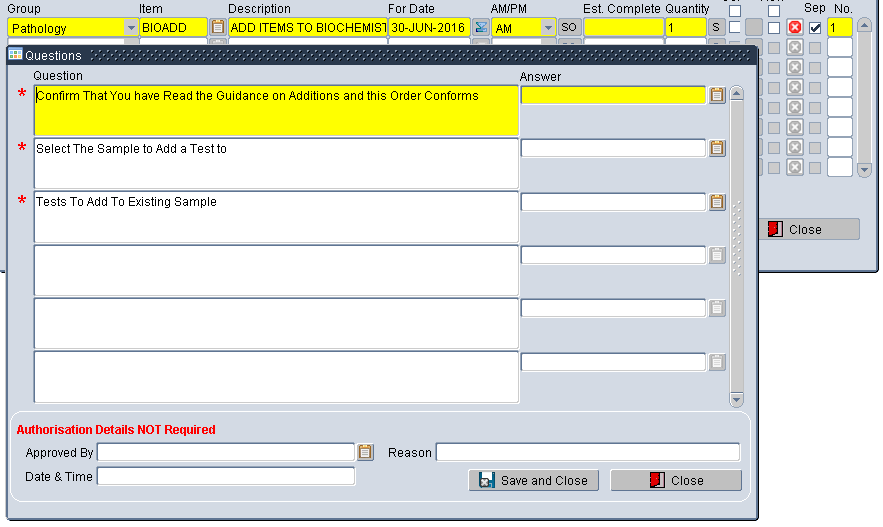 Group Item Description For Date AM/PM Est. Complete Quantity Sep No.
Pathology BIOADD ADD ITEMS TO BIOCHEMIST 30-JUN-2016 AM SO 1 S 1
Questions
Question Answer
* Confirm That You have Read the Guidance on Additions and this Order Conforms
* Select The Sample to Add a Test to
* Tests To Add To Existing Sample
Close
Authorisation Details NOT Required
Approved By Reason
Date & Time Save and Close Close